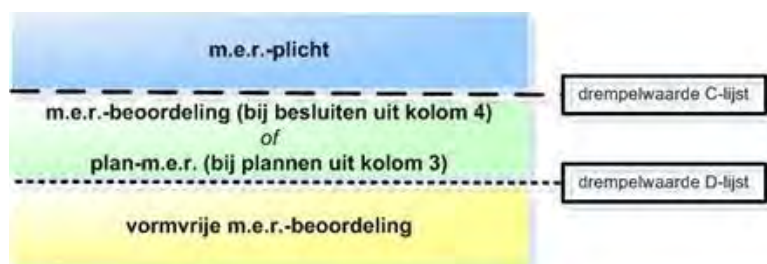 m.e.r.-plicht
drempelwaarde C-lijst
m.e.r.-beoordeling (bij besluiten uit kolom 4)
of
plan-m.e.r. (bij plannen uit kolom 3)
drempelwaarde D-lijst
vormvrije m.e.r.-beoordeling